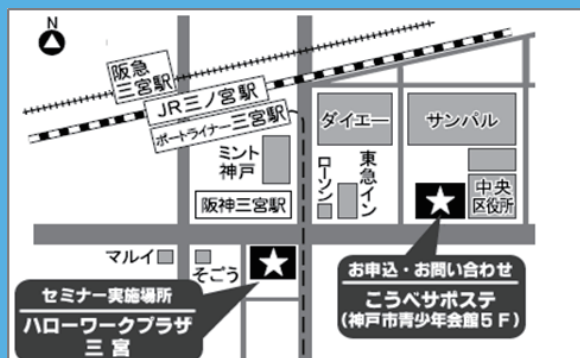 N
阪急
三宮駅
JR三ノ宮駅
ポートライナー三宮駅
ミント
神戸
阪神三宮駅
ダイエー
サンパル
ローソン
東急イン
中央
区役所
マルイ
そごう
セミナー実施場所
ハローワークプラザ
三宮
お申込・お問い合わせ
こうべサポステ
(神戸市青少年会館5F)